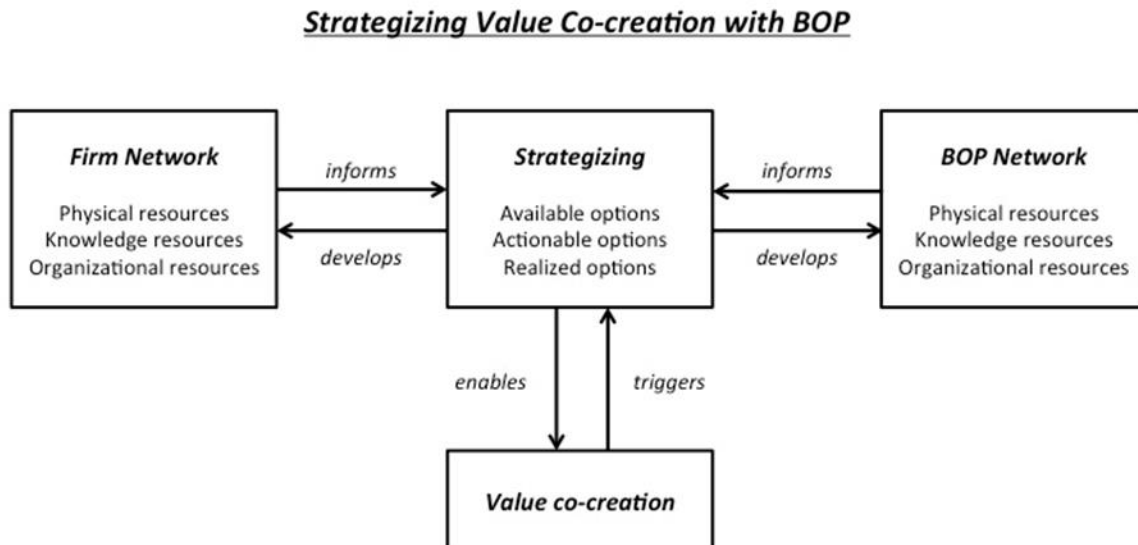 Strategizing Value Co-creation with BOP
Firm Network
Physical resources
Knowledge resources
Organizational resources
informs
develops
Strategizing
Available options
Actionable options
Realized options
informs
develops
BOP Network
Physical resources
Knowledge resources
Organizational resources
enables
triggers
Value co-creation